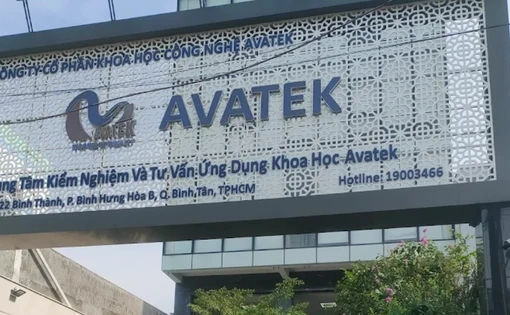 CÔNG TY CỔ PHẦN KHOA HỌC CÔNG NGHỆ AVATEK
AVATEK
Tâm Kiểm Nghiệm Và Tư Vấn Ứng Dụng Khoa Học Avatek
22 Bình Thành, P. Bình Hưng Hòa B, Q. Bình Tân, TPHCM
Hotline: 19003466